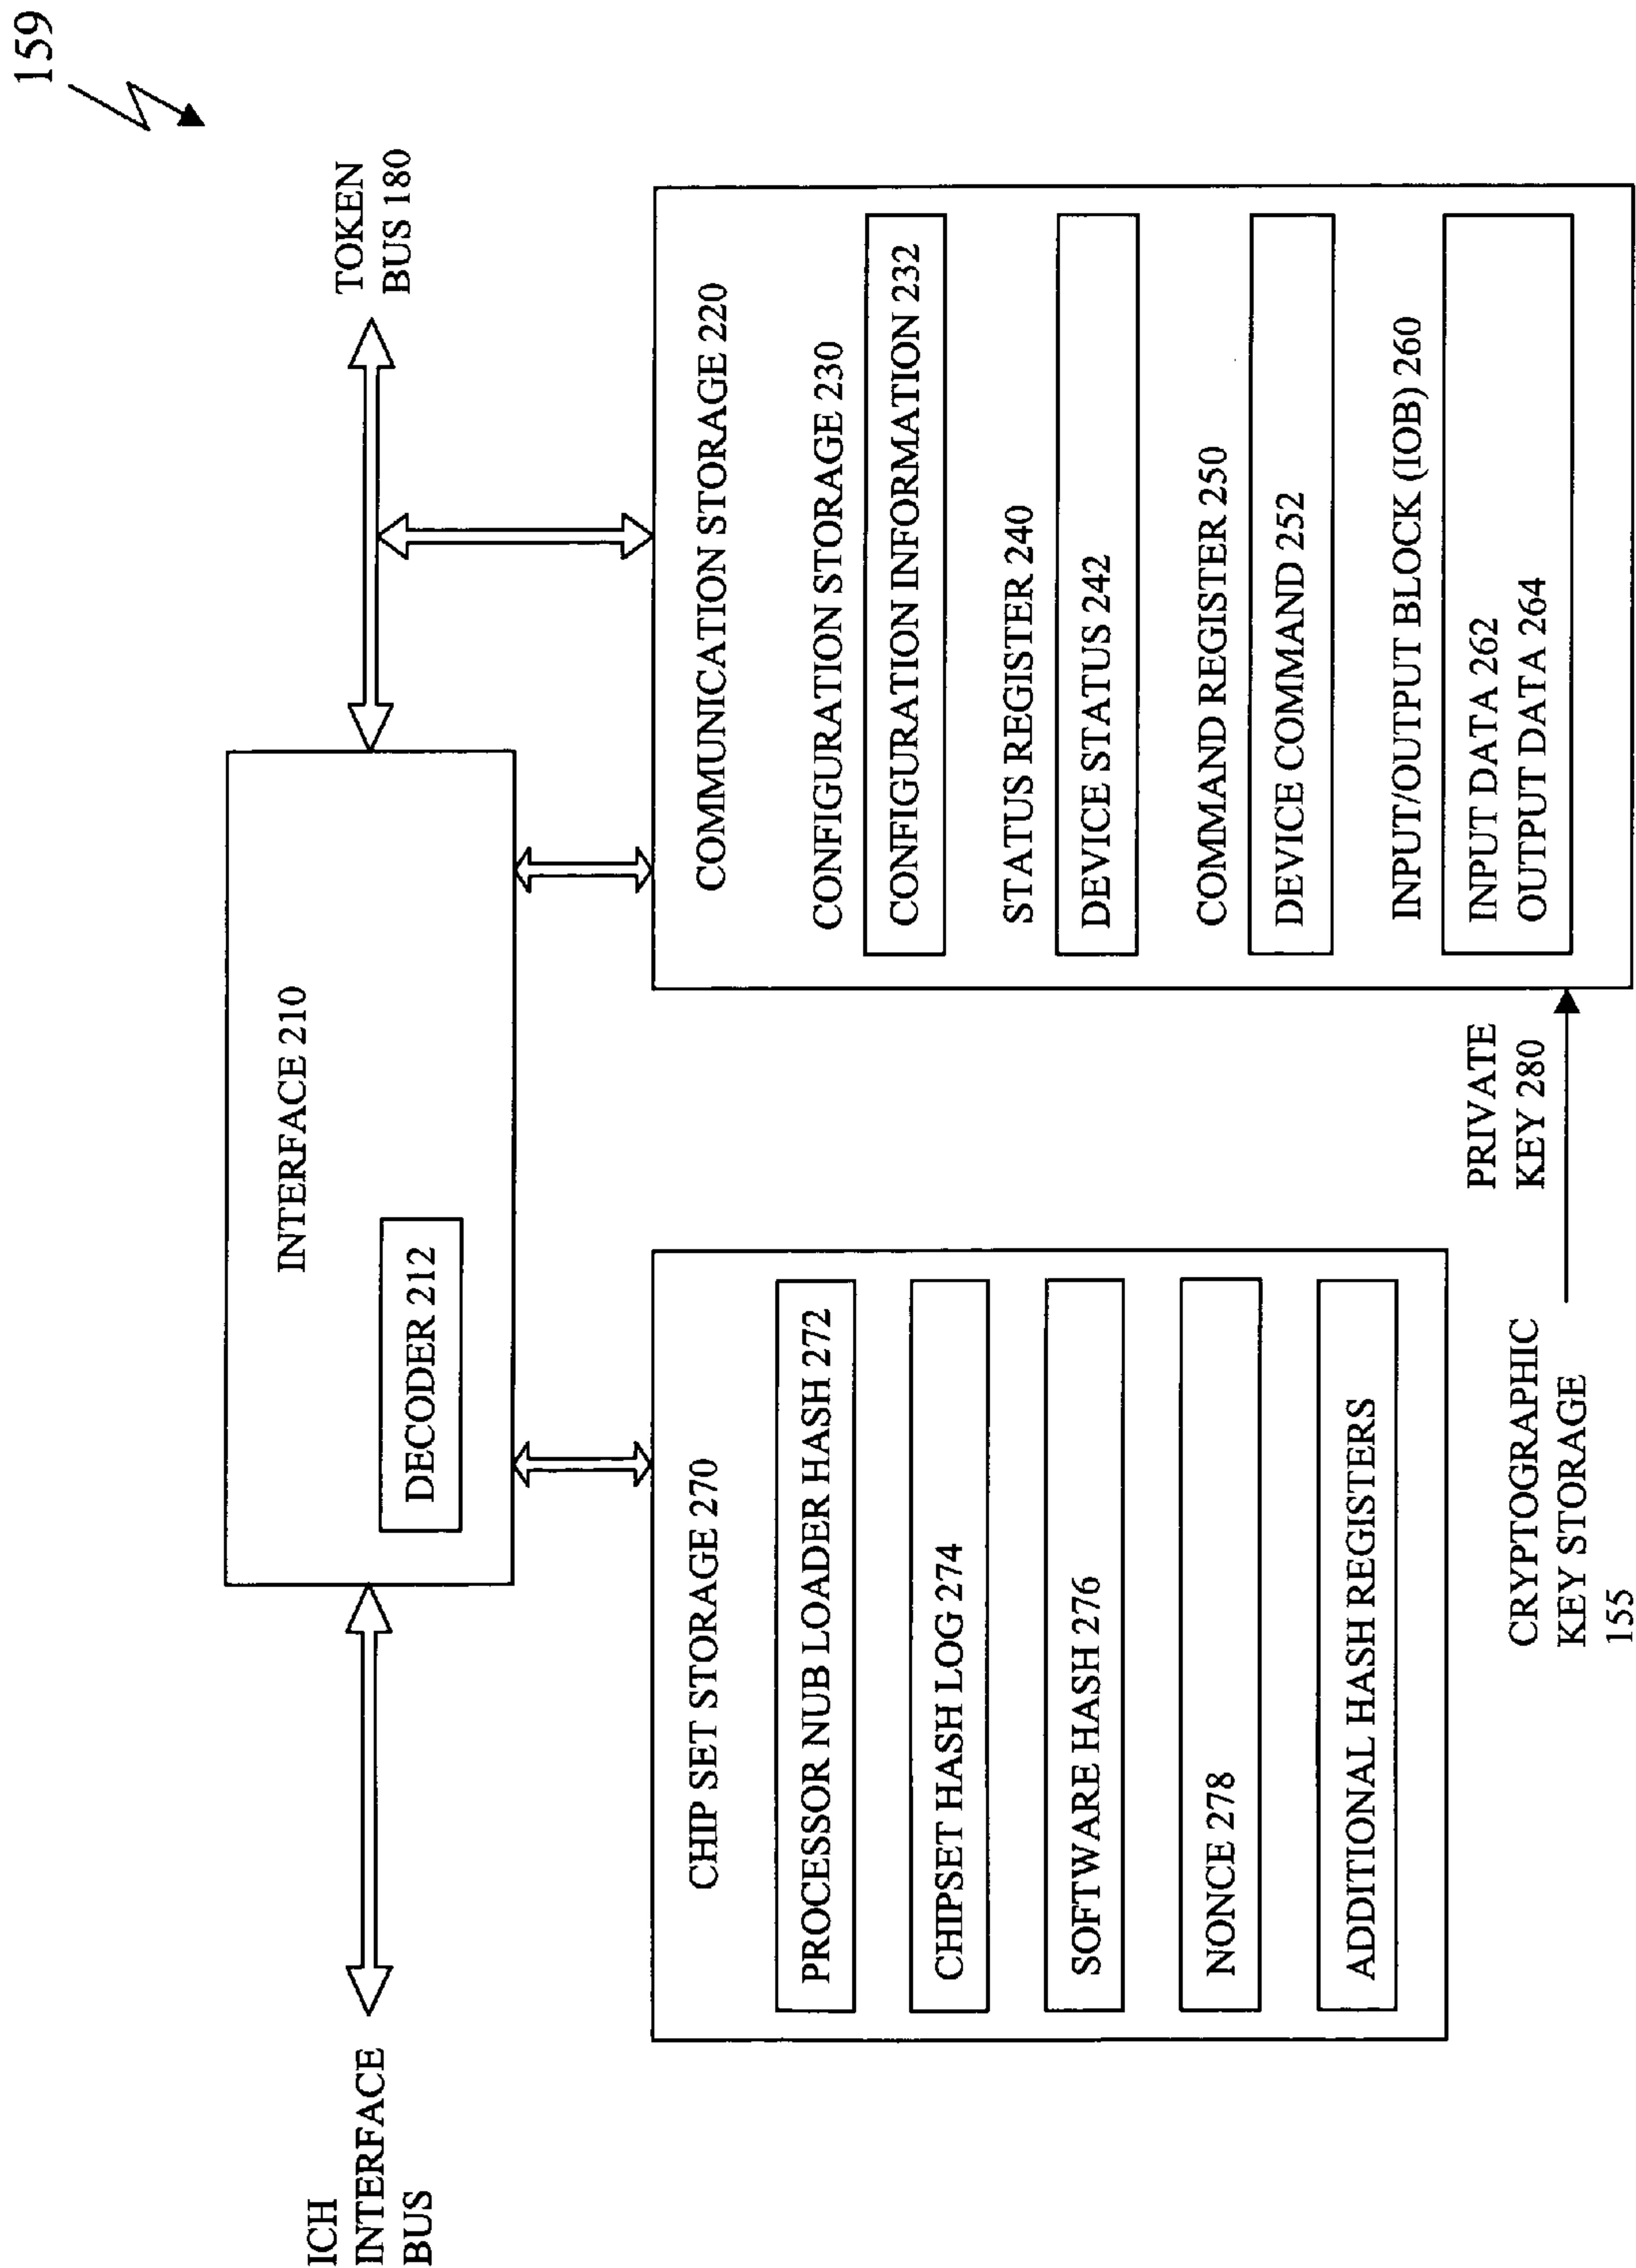 159
ICH
INTERFACE
BUS
INTERFACE 210
DECODER 212
TOKEN
BUS 180
CHIP SET STORAGE 270
PROCESSOR NUB LOADER HASH 272
CHIPSET HASH LOG 274
SOFTWARE HASH 276
NONCE 278
ADDITIONAL HASH REGISTERS
COMMUNICATION STORAGE 220
CONFIGURATION STORAGE 230
CONFIGURATION INFORMATION 232
STATUS REGISTER 240
DEVICE STATUS 242
COMMAND REGISTER 250
DEVICE COMMAND 252
INPUT/OUTPUT BLOCK (IOB) 260
INPUT DATA 262
OUTPUT DATA 264
CRYPTOGRAPHIC
KEY STORAGE
155
PRIVATE
KEY 280